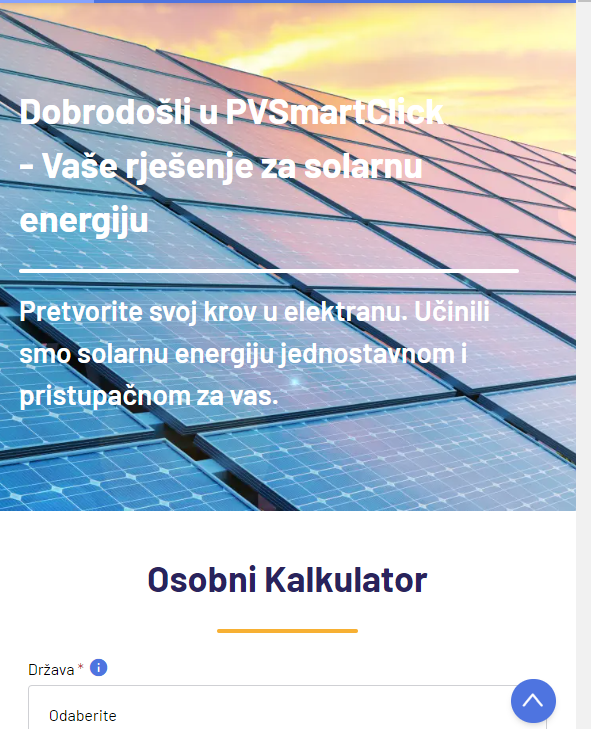 Dobrodošli u PVSmartClick
- Vaše rješenje za solarnu
energiju
Pretvorite svoj krov u elektranu. Učinili
smo solarnu energiju jednostavnom i
pristupačnom za vas.
Osobni Kalkulator
Država *
Odaberite